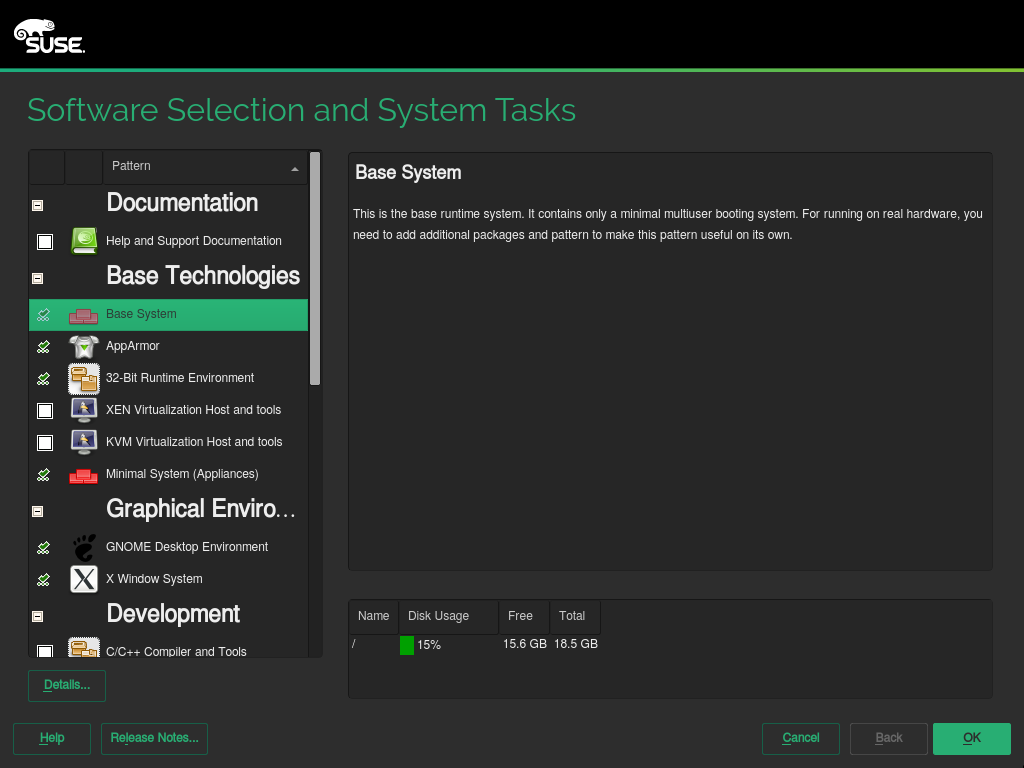 SUSE.
Software Selection and System Tasks
Pattern
Documentation
Help and Support Documentation
Base Technologies
Base System
AppArmor
32-Bit Runtime Environment
XEN Virtualization Host and tools
KVM Virtualization Host and tools
Minimal System (Appliances)
Graphical Enviro...
GNOME Desktop Environment
X Window System
Development
C/C++ Compiler and Tools
Details...
Base System
This is the base runtime system. It contains only a minimal multiuser booting system. For running on real hardware, you
need to add additional packages and pattern to make this pattern useful on its own.
Name Disk Usage Free Total
/ 15% 15.6 GB 18.5 GB
Help Release Notes... Cancel Back OK